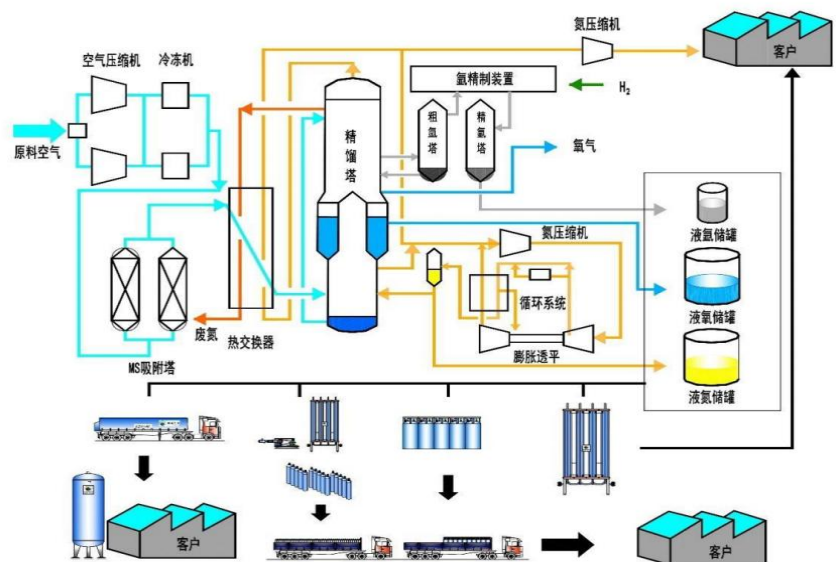 氮压缩机
客户
空气压缩机
冷冻机
氩精制装置
H₂
原料空气
精馏塔
粗氩塔
精氩塔
氧气
液氩储罐
氮压缩机
循环系统
液氧储罐
废氮
热交换器
膨胀透平
MS吸附塔
液氮储罐
客户
客户